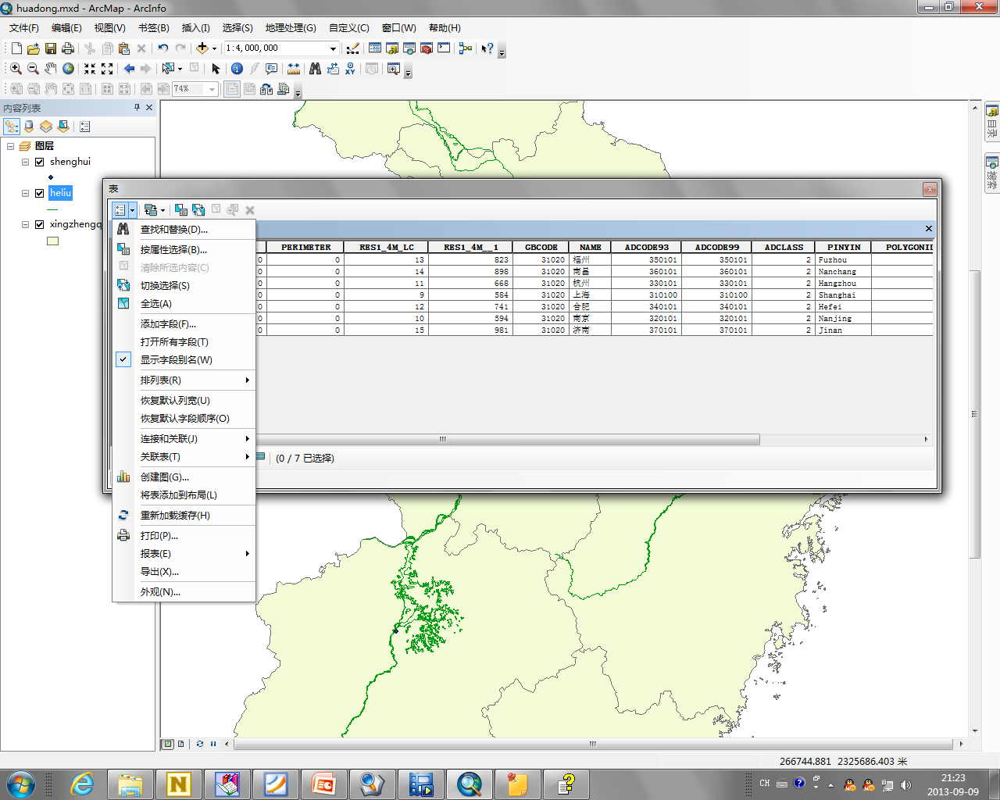 huadong.mxd - ArcMap - ArcInfo
文件(F) 编辑(E) 视图(V) 书签(B) 插入(I) 选择(S) 地理处理(G) 自定义(C) 窗口(W) 帮助(H)
1:4,000,000
74%
内容列表
图层
shenghui
heliu
xingzhengq
表
查找和替换(D)...
按属性选择(B)...
清除所选内容(C)
切换选择(S)
全选(A)
添加字段(F)...
打开所有字段(T)
显示字段别名(W)
排列表(R)
恢复默认列宽(U)
恢复默认字段顺序(O)
连接和关联(J)
关联表(T)
创建图(G)...
将表添加到布局(L)
重新加载缓存(H)
打印(P)...
报表(E)
导出(X)...
外观(N)...
PERIMETER RES1_4M_LC RES1_4M__1 GBCODE NAME ADCODE93 ADCODE99 ADCLASS PINYIN POLYGONID
0 0 13 823 31020 福州 350101 350101 2 Fuzhou
0 0 14 898 31020 南昌 360101 360101 2 Nanchang
0 0 11 668 31020 杭州 330101 330101 2 Hangzhou
0 0 9 584 31020 上海 310100 310100 2 Shanghai
0 0 12 741 31020 合肥 340101 340101 2 Hefei
0 0 10 594 31020 南京 320101 320101 2 Nanjing
0 0 15 981 31020 济南 370101 370101 2 Jinan
(0 / 7 已选择)
目录
搜索
266744.881 2325686.403 米
CH
21:23
2013-09-09